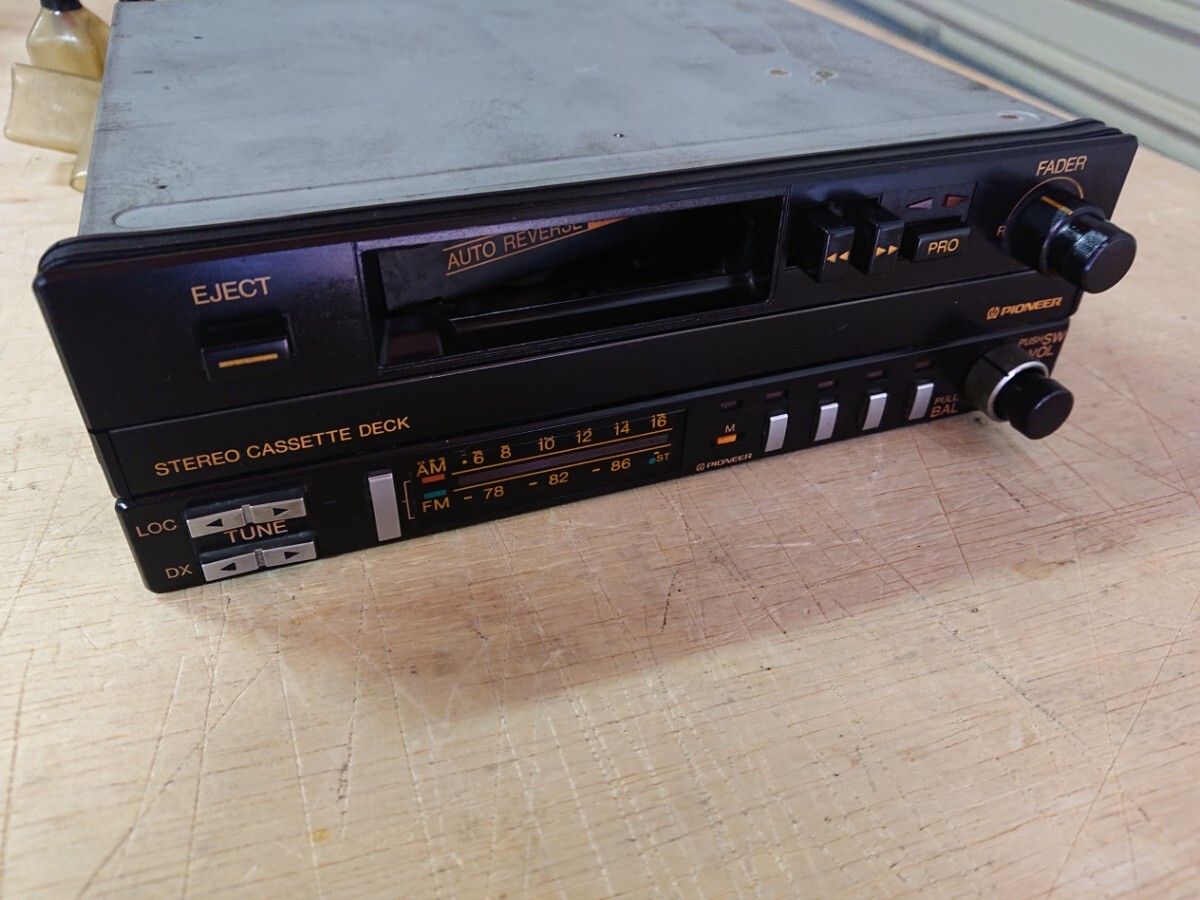 FADER
AUTO REVERSE
EJECT
◀◀ ▶▶ PRO
PIONEER
PUSH SW
VOL
PULL
BAL
STEREO CASSETTE DECK
AM 6 8 10 12 14 16
M
PIONEER
FM 78 82 86 ST
LOC
TUNE
DX